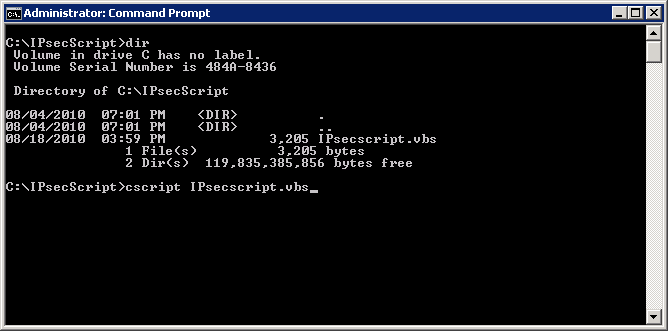 Administrator: Command Prompt
C:\IPsecScript>dir
Volume in drive C has no label.
Volume Serial Number is 484A-8436
Directory of C:\IPsecScript
08/04/2010  07:01 PM    <DIR>          .
08/04/2010  07:01 PM    <DIR>          ..
08/18/2010  03:59 PM             3,205 IPsecscript.vbs
1 File(s)          3,205 bytes
2 Dir(s)  119,835,385,856 bytes free
C:\IPsecScript>cscript IPsecscript.vbs_